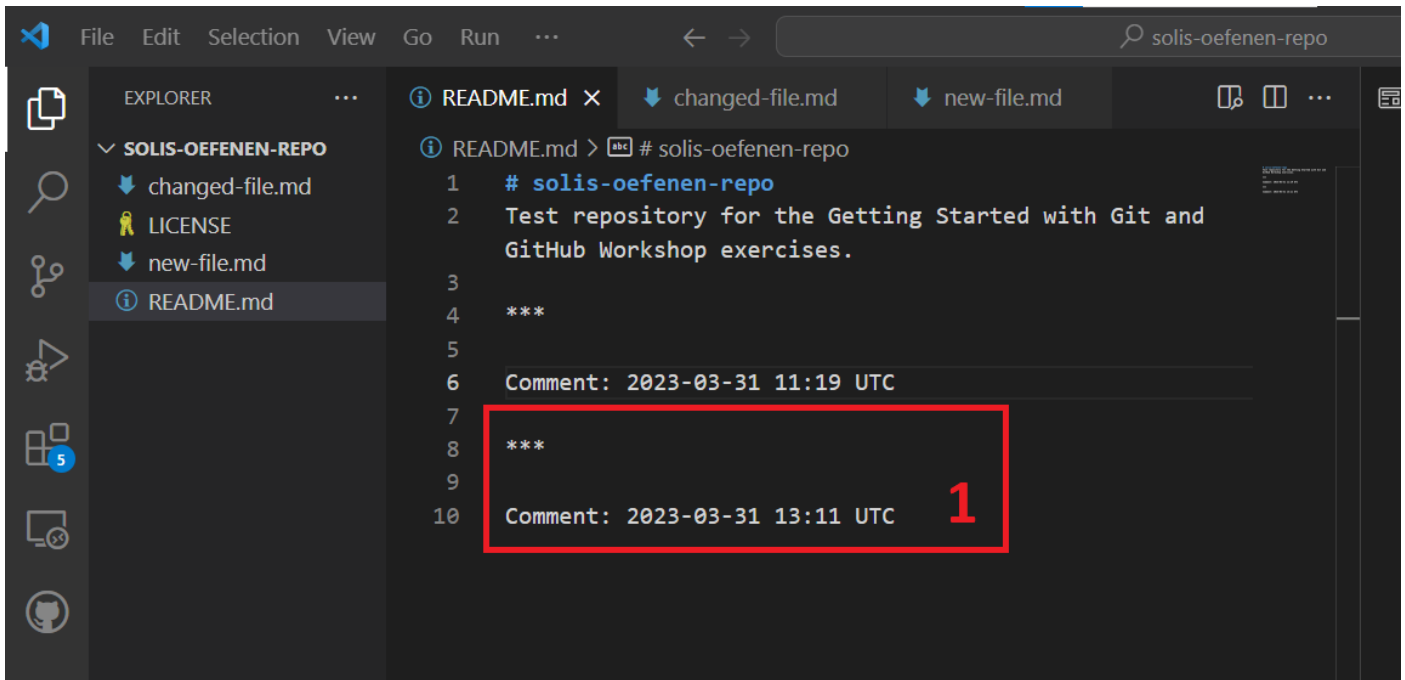 File Edit Selection View Go Run ··· solis-oefenen-repo
EXPLORER ···
README.md changed-file.md new-file.md ···
SOLIS-OEFENEN-REPO
changed-file.md
LICENSE
new-file.md
README.md
README.md > abc # solis-oefenen-repo
1 # solis-oefenen-repo
2 Test repository for the Getting Started with Git and
GitHub Workshop exercises.
3
4 ***
5
6 Comment: 2023-03-31 11:19 UTC
7
8 ***
9
10 Comment: 2023-03-31 13:11 UTC
1
5